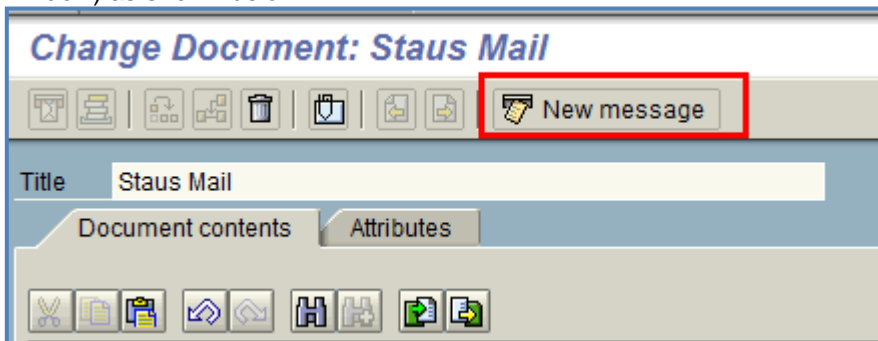 Change Document: Staus Mail
New message
Title Staus Mail
Document contents Attributes